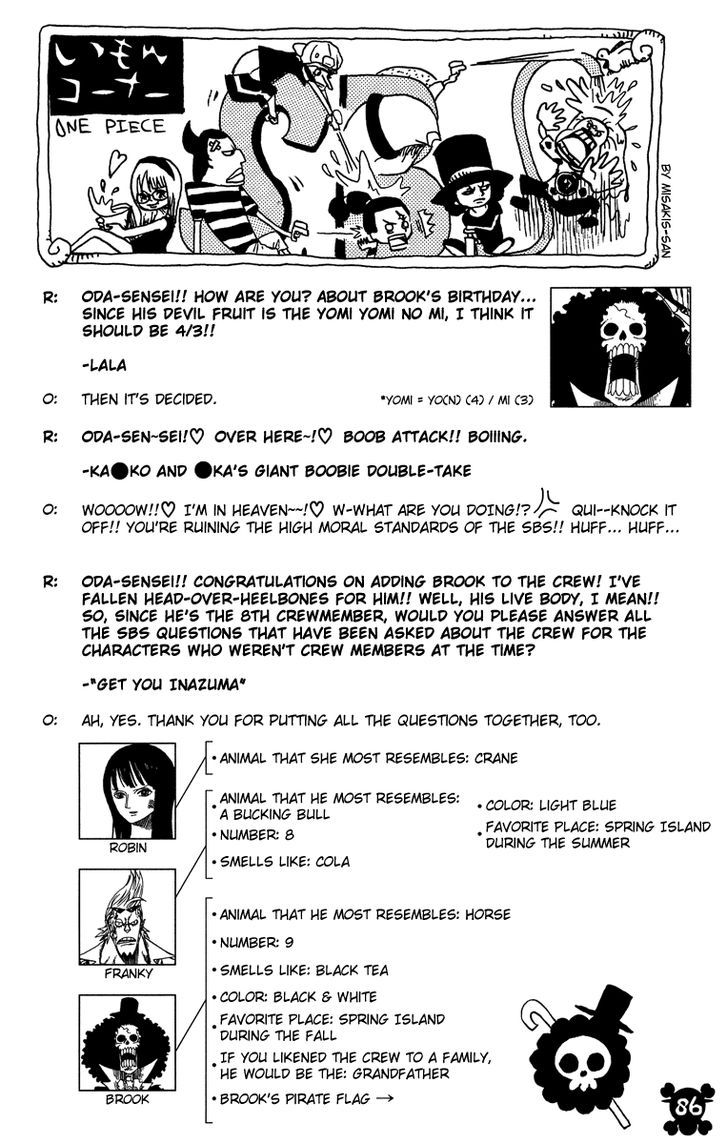 いもん
コーナー
ONE PIECE
SBS
BY MISAKIS-SAN
R: ODA-SENSEI!! HOW ARE YOU? ABOUT BROOK'S BIRTHDAY...
SINCE HIS DEVIL FRUIT IS THE YOMI YOMI NO MI, I THINK IT
SHOULD BE 4/3!!
-LALA
O: THEN IT'S DECIDED. *YOMI = YO(N) (4) / MI (3)
R: ODA-SEN~SEI!♡ OVER HERE~!♡ BOOB ATTACK!! BOIIING.
-KA●KO AND ●KA'S GIANT BOOBIE DOUBLE-TAKE
O: WOOOOW!!♡ I'M IN HEAVEN~~!♡ W-WHAT ARE YOU DOING!? QUI--KNOCK IT
OFF!! YOU'RE RUINING THE HIGH MORAL STANDARDS OF THE SBS!! HUFF... HUFF...
R: ODA-SENSEI!! CONGRATULATIONS ON ADDING BROOK TO THE CREW! I'VE
FALLEN HEAD-OVER-HEELBONES FOR HIM!! WELL, HIS LIVE BODY, I MEAN!!
SO, SINCE HE'S THE 8TH CREWMEMBER, WOULD YOU PLEASE ANSWER ALL
THE SBS QUESTIONS THAT HAVE BEEN ASKED ABOUT THE CREW FOR THE
CHARACTERS WHO WEREN'T CREW MEMBERS AT THE TIME?
-"GET YOU INAZUMA"
O: AH, YES. THANK YOU FOR PUTTING ALL THE QUESTIONS TOGETHER, TOO.
ROBIN
• ANIMAL THAT SHE MOST RESEMBLES: CRANE
FRANKY
• ANIMAL THAT HE MOST RESEMBLES:
A BUCKING BULL
• NUMBER: 8
• SMELLS LIKE: COLA
• COLOR: LIGHT BLUE
• FAVORITE PLACE: SPRING ISLAND
DURING THE SUMMER
BROOK
• ANIMAL THAT HE MOST RESEMBLES: HORSE
• NUMBER: 9
• SMELLS LIKE: BLACK TEA
• COLOR: BLACK & WHITE
• FAVORITE PLACE: SPRING ISLAND
DURING THE FALL
• IF YOU LIKENED THE CREW TO A FAMILY,
HE WOULD BE THE: GRANDFATHER
• BROOK'S PIRATE FLAG →
86